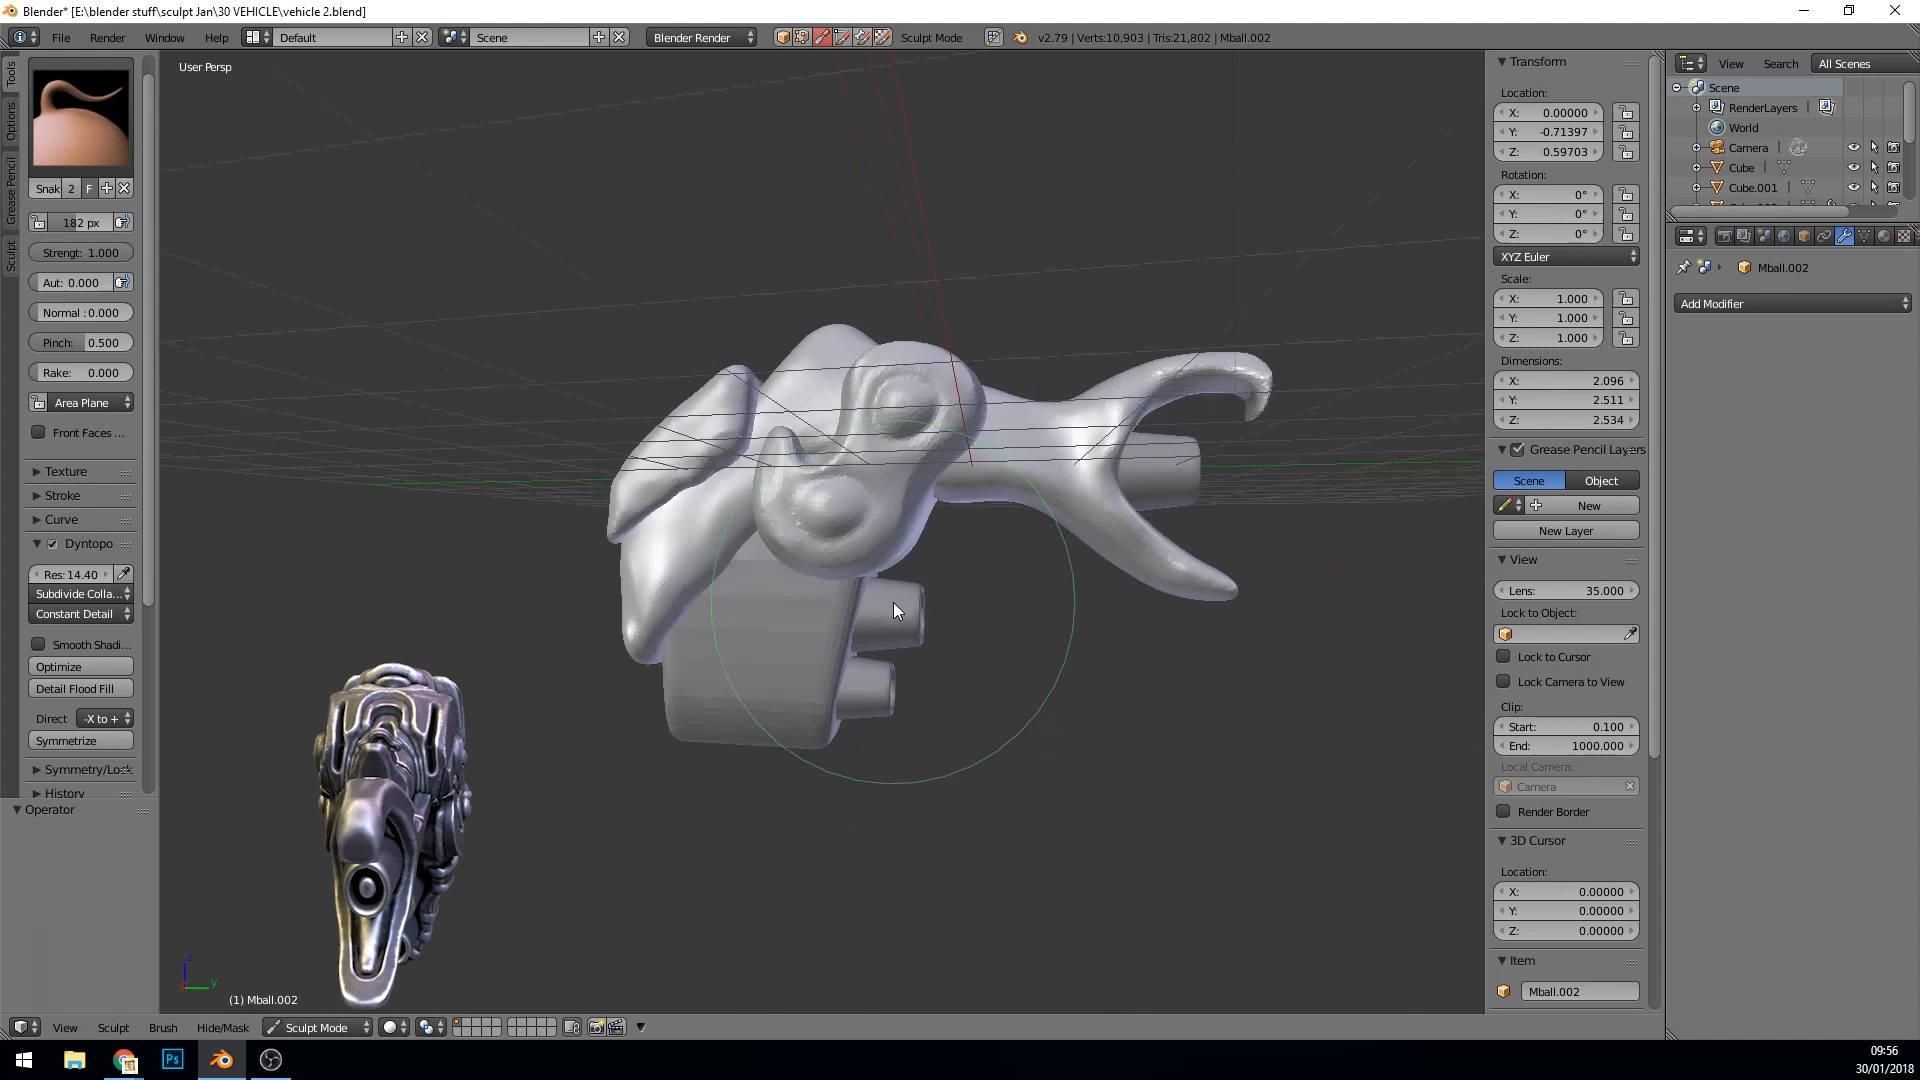 Blender* [E:\blender stuff\sculpt Jan\30 VEHICLE\vehicle 2.blend]
File Render Window Help Default Scene Blender Render Sculpt Mode v2.79 | Verts:10,903 | Tris:21,802 | Mball.002
User Persp
Tools
Options
Grease Pencil
Sculpt
Snak 2 F
182 px
Strengt: 1.000
Aut: 0.000
Normal : 0.000
Pinch: 0.500
Rake: 0.000
Area Plane
Front Faces ...
Texture
Stroke
Curve
Dyntopo
Res: 14.40
Subdivide Colla...
Constant Detail
Smooth Shadi...
Optimize
Detail Flood Fill
Direct -X to +
Symmetrize
Symmetry/Lock
History
Operator
z
y
(1) Mball.002
View Sculpt Brush Hide/Mask Sculpt Mode
Transform
Location:
X: 0.00000
Y: -0.71397
Z: 0.59703
Rotation:
X: 0°
Y: 0°
Z: 0°
XYZ Euler
Scale:
X: 1.000
Y: 1.000
Z: 1.000
Dimensions:
X: 2.096
Y: 2.511
Z: 2.534
Grease Pencil Layers
Scene Object
New
New Layer
View
Lens: 35.000
Lock to Object:
Lock to Cursor
Lock Camera to View
Clip:
Start: 0.100
End: 1000.000
Local Camera:
Camera
Render Border
3D Cursor
Location:
X: 0.00000
Y: 0.00000
Z: 0.00000
Item
Mball.002
View Search All Scenes
Scene
RenderLayers
World
Camera
Cube
Cube.001
Mball.002
Add Modifier
Ps
09:56
30/01/2018